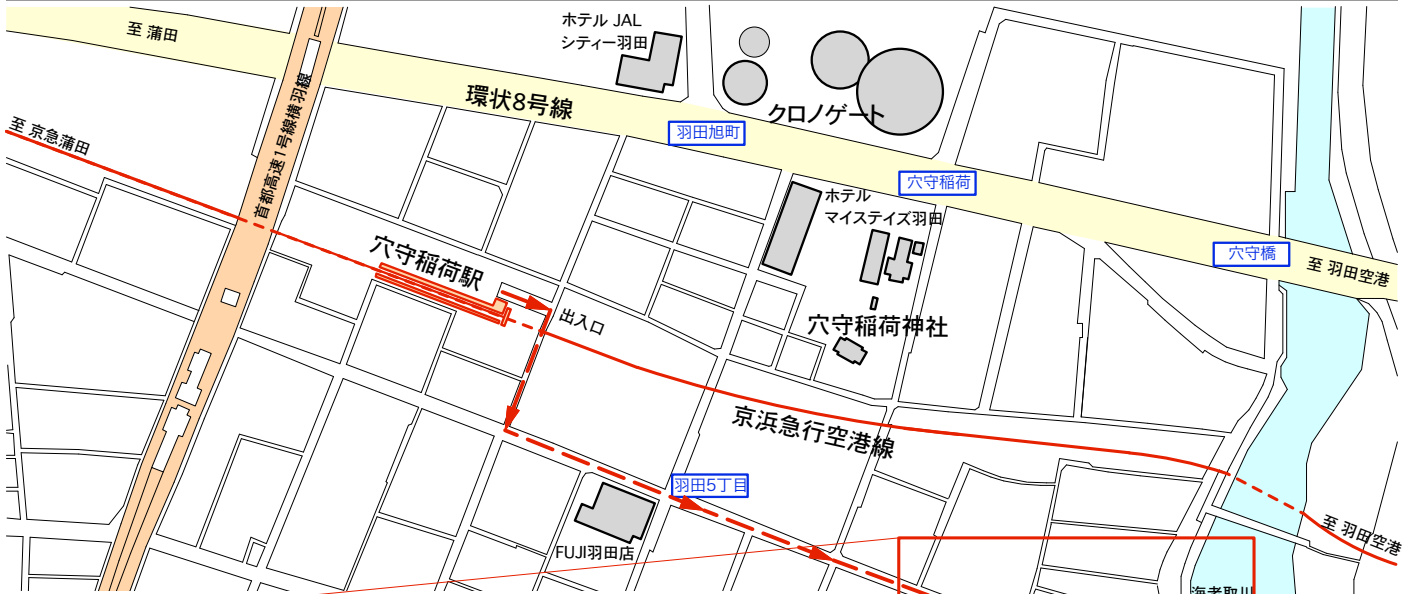 ホテル JAL
シティー羽田
至 蒲田
環状8号線
クロノゲート
羽田旭町
至 京急蒲田
首都高速1号線横羽線
穴守稲荷
ホテル
マイステイズ羽田
穴守稲荷駅
穴守橋
至 羽田空港
出入口
穴守稲荷神社
京浜急行空港線
羽田5丁目
至 羽田空港
FUJI羽田店
海老取川